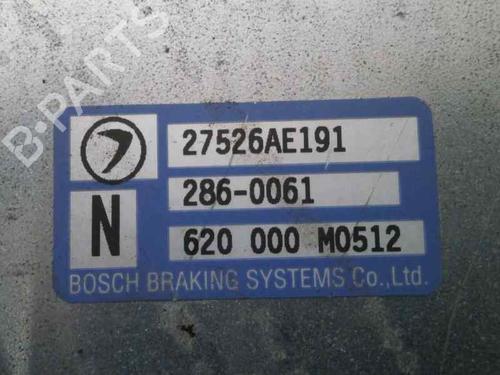 B-PARTS
27526AE191
286-0061
N
620 000 M0512
BOSCH BRAKING SYSTEMS Co.,Ltd.